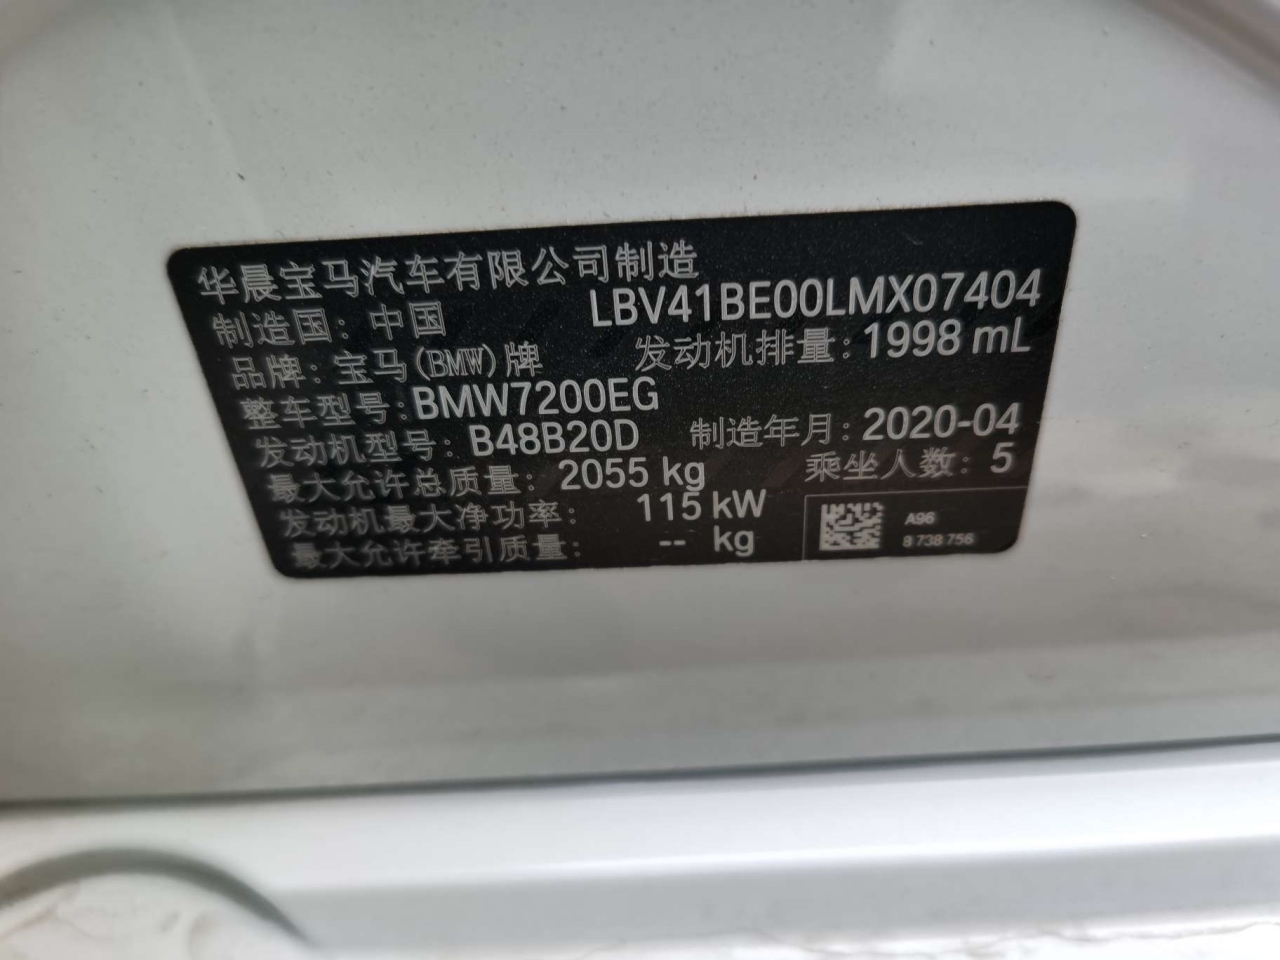 华晨宝马汽车有限公司制造
制造国：中国 LBV41BE00LMX07404
品牌：宝马(BMW)牌 发动机排量：1998 mL
整车型号：BMW7200EG
发动机型号：B48B20D 制造年月：2020-04
最大允许总质量：2055 kg 乘坐人数：5
发动机最大净功率：115 kW
最大允许牵引质量：-- kg
A96
8 738 756